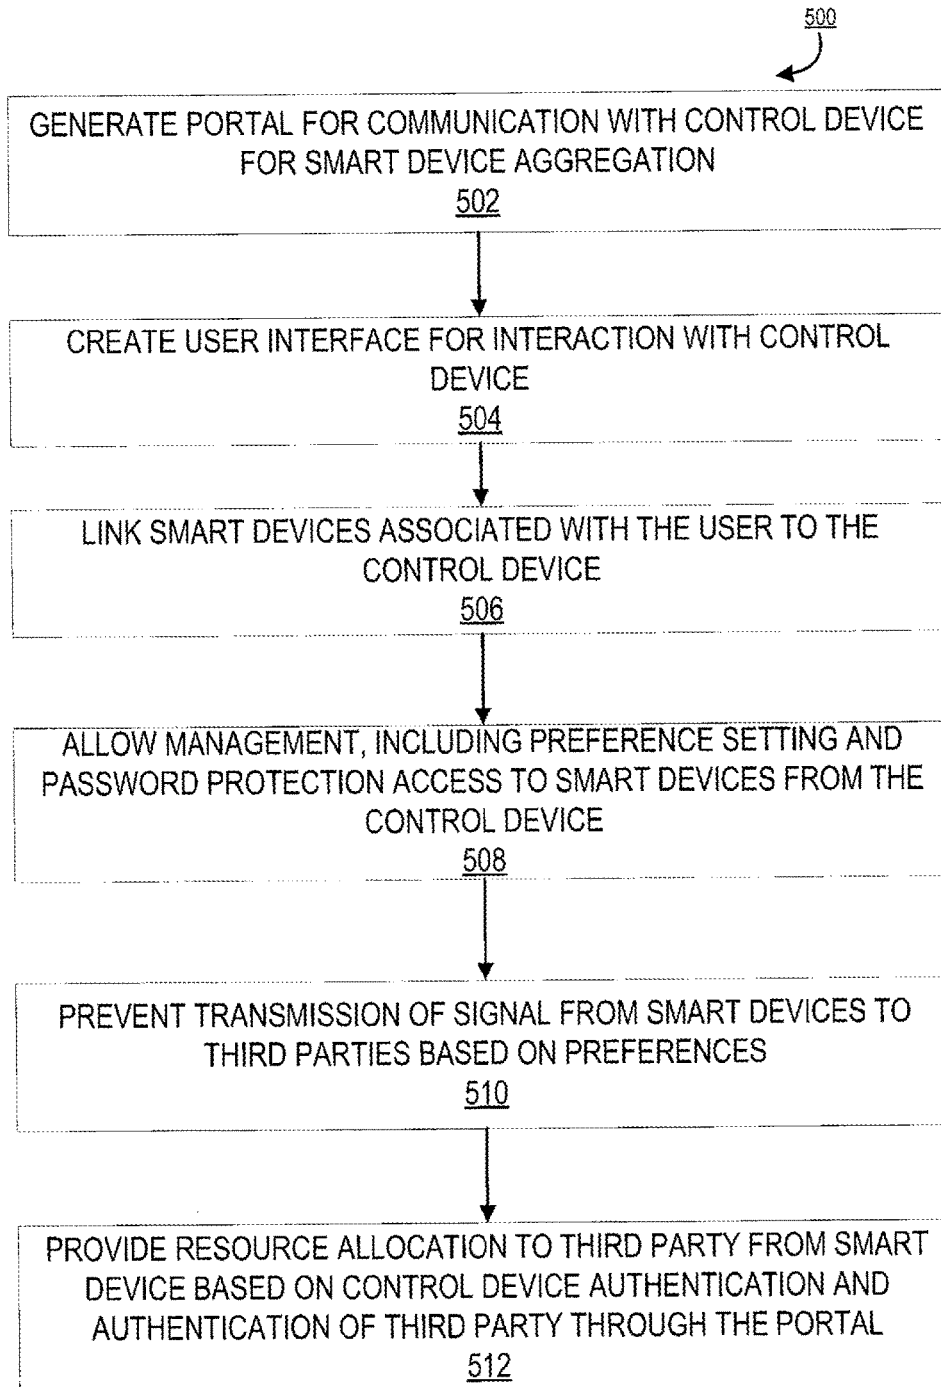 500
GENERATE PORTAL FOR COMMUNICATION WITH CONTROL DEVICE
FOR SMART DEVICE AGGREGATION
502
CREATE USER INTERFACE FOR INTERACTION WITH CONTROL
DEVICE
504
LINK SMART DEVICES ASSOCIATED WITH THE USER TO THE
CONTROL DEVICE
506
ALLOW MANAGEMENT, INCLUDING PREFERENCE SETTING AND
PASSWORD PROTECTION ACCESS TO SMART DEVICES FROM THE
CONTROL DEVICE
508
PREVENT TRANSMISSION OF SIGNAL FROM SMART DEVICES TO
THIRD PARTIES BASED ON PREFERENCES
510
PROVIDE RESOURCE ALLOCATION TO THIRD PARTY FROM SMART
DEVICE BASED ON CONTROL DEVICE AUTHENTICATION AND
AUTHENTICATION OF THIRD PARTY THROUGH THE PORTAL
512